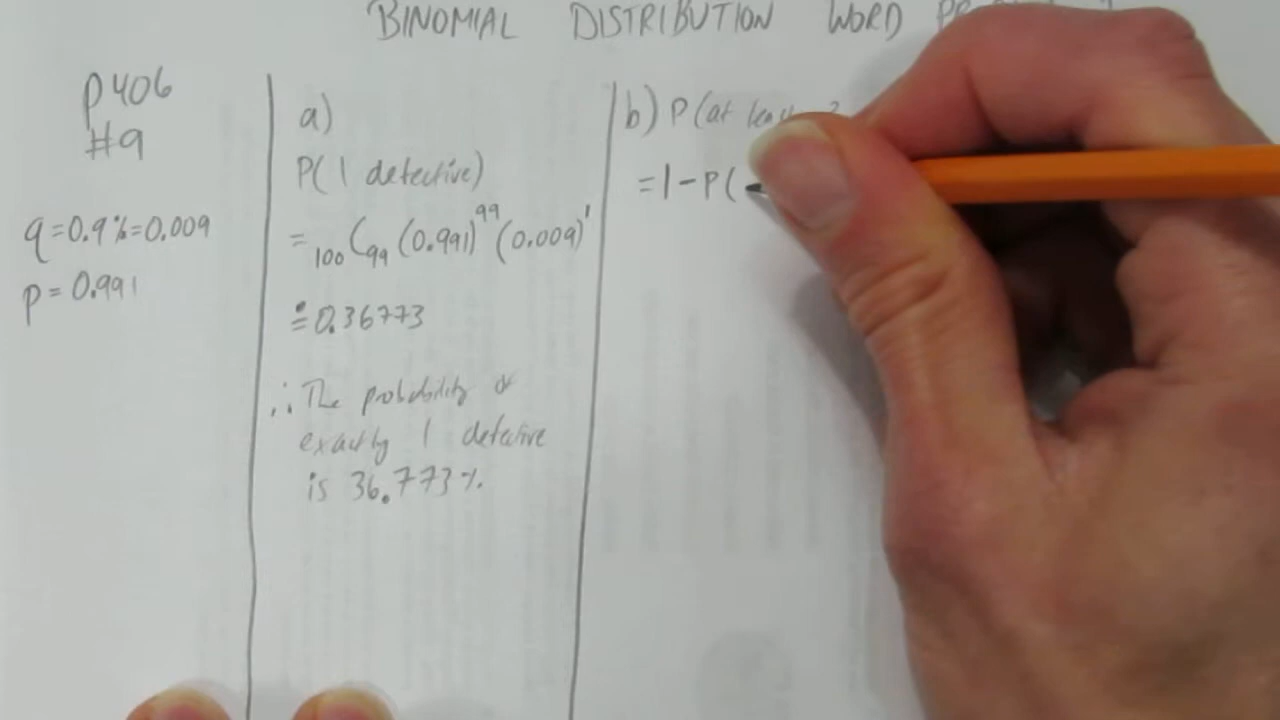 BINOMIAL DISTRIBUTION WORD
p406
#9
q=0.9%=0.009
p=0.991
a)
P(1 defective)
= ₁₀₀C₉₉ (0.991)⁹⁹ (0.009)¹
≐0.36773
∴ The probability of
exactly 1 defective
is 36.773%.
b) P(at least
=1-P(